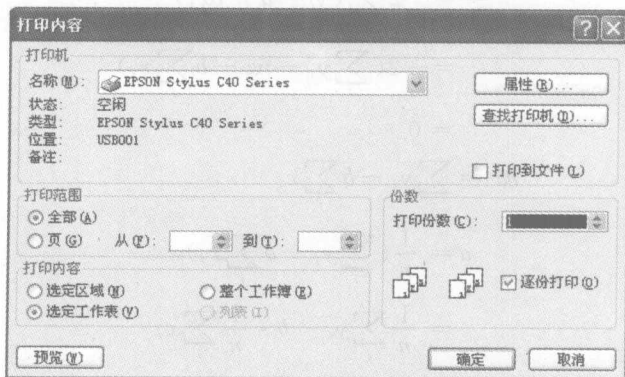 打印内容
打印机
名称(M): EPSON Stylus C40 Series 属性(R)...
状态: 空闲 查找打印机(D)...
类型: EPSON Stylus C40 Series
位置: USB001
备注: 打印到文件(L)
打印范围 份数
全部(A) 打印份数(C):
页(G) 从(F): 到(T):
打印内容 逐份打印(O)
选定区域(N) 整个工作簿(E)
选定工作表(V) 列表(I)
预览(W) 确定 取消